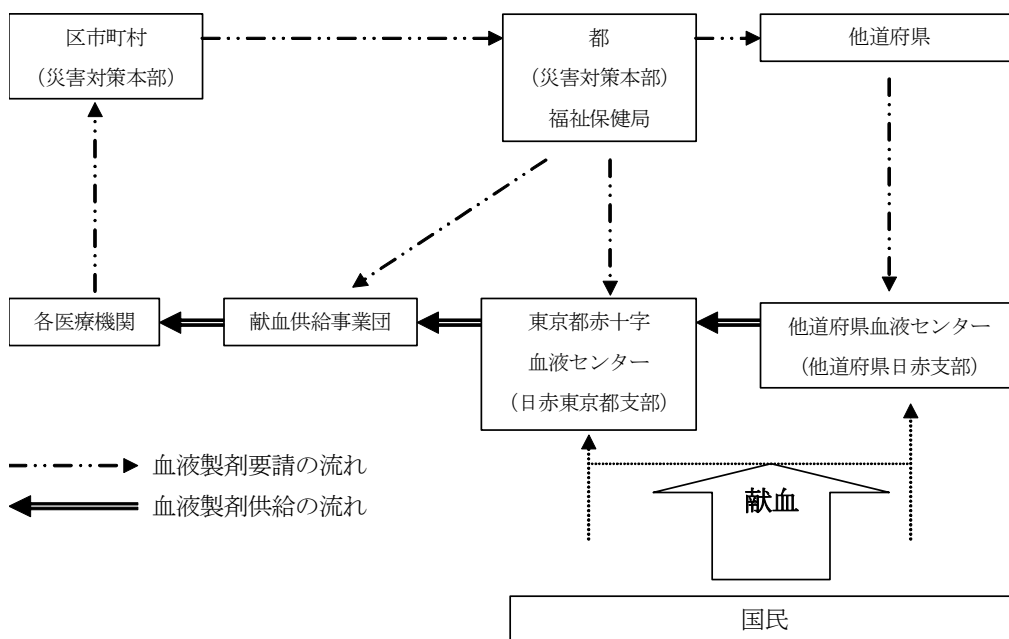 区市町村
（災害対策本部）
都
（災害対策本部）
福祉保健局
他道府県
各医療機関
献血供給事業団
東京都赤十字
血液センター
（日赤東京都支部）
他道府県血液センター
（他道府県日赤支部）
血液製剤要請の流れ
血液製剤供給の流れ
献血
国民